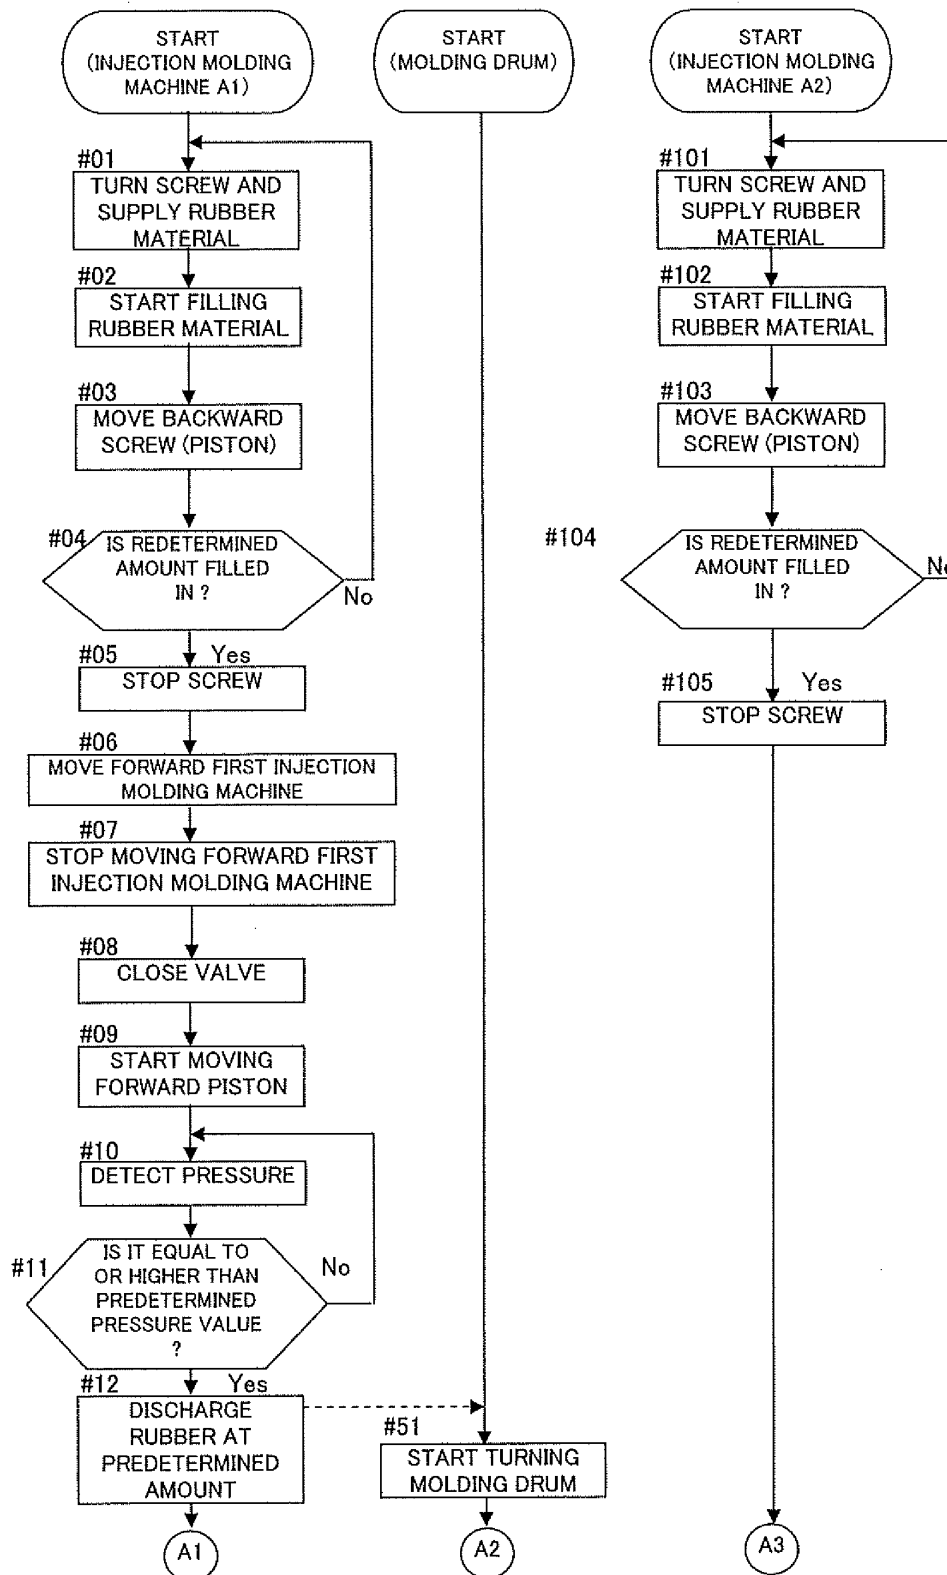 START
(INJECTION MOLDING
MACHINE A1)
#01
TURN SCREW AND
SUPPLY RUBBER
MATERIAL
#02
START FILLING
RUBBER MATERIAL
#03
MOVE BACKWARD
SCREW (PISTON)
#04
IS REDETERMINED
AMOUNT FILLED
IN ?
No
#05
Yes
STOP SCREW
#06
MOVE FORWARD FIRST INJECTION
MOLDING MACHINE
#07
STOP MOVING FORWARD FIRST
INJECTION MOLDING MACHINE
#08
CLOSE VALVE
#09
START MOVING
FORWARD PISTON
#10
DETECT PRESSURE
#11
IS IT EQUAL TO
OR HIGHER THAN
PREDETERMINED
PRESSURE VALUE
?
No
#12
Yes
DISCHARGE
RUBBER AT
PREDETERMINED
AMOUNT
A1
START
(MOLDING DRUM)
#51
START TURNING
MOLDING DRUM
A2
START
(INJECTION MOLDING
MACHINE A2)
#101
TURN SCREW AND
SUPPLY RUBBER
MATERIAL
#102
START FILLING
RUBBER MATERIAL
#103
MOVE BACKWARD
SCREW (PISTON)
#104
IS REDETERMINED
AMOUNT FILLED
IN ?
No
#105
Yes
STOP SCREW
A3